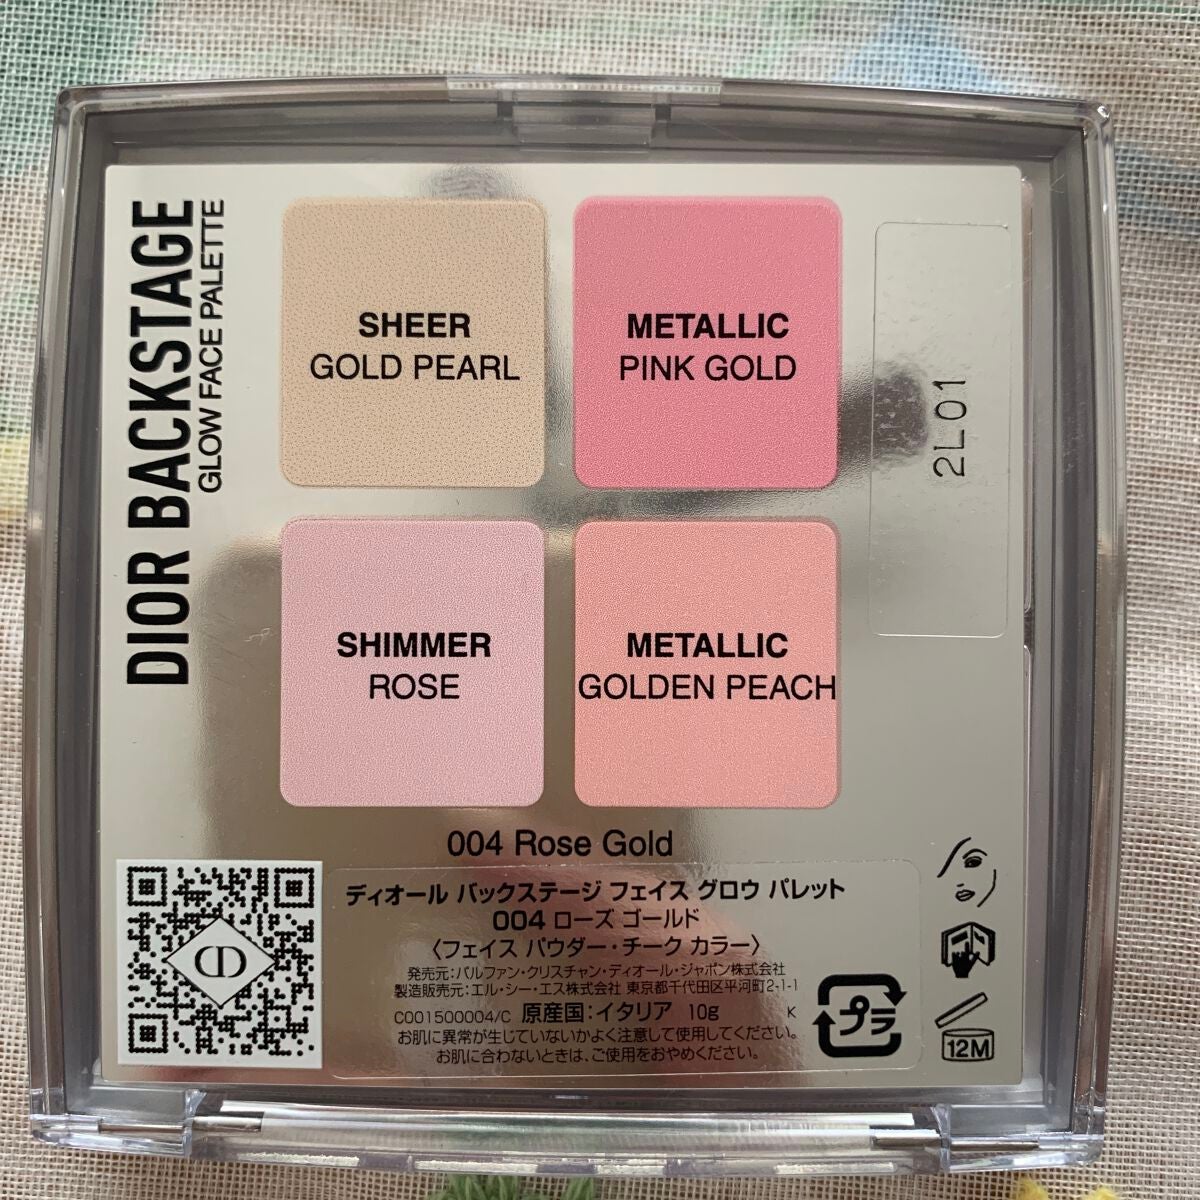 DIOR BACKSTAGE
GLOW FACE PALETTE
SHEER
GOLD PEARL
METALLIC
PINK GOLD
2L01
SHIMMER
ROSE
METALLIC
GOLDEN PEACH
004 Rose Gold
ディオール バックステージ フェイス グロウ パレット
004 ローズ ゴールド
〈フェイス パウダー・チーク カラー〉
発売元:パルファン・クリスチャン・ディオール・ジャポン株式会社
製造販売元:エル・シー・エス株式会社 東京都千代田区平河町2-1-1
C001500004/C 原産国:イタリア 10g K
お肌に異常が生じていないかよく注意して使用してください。
お肌に合わないときは、ご使用をおやめください。
プラ
12M
CD